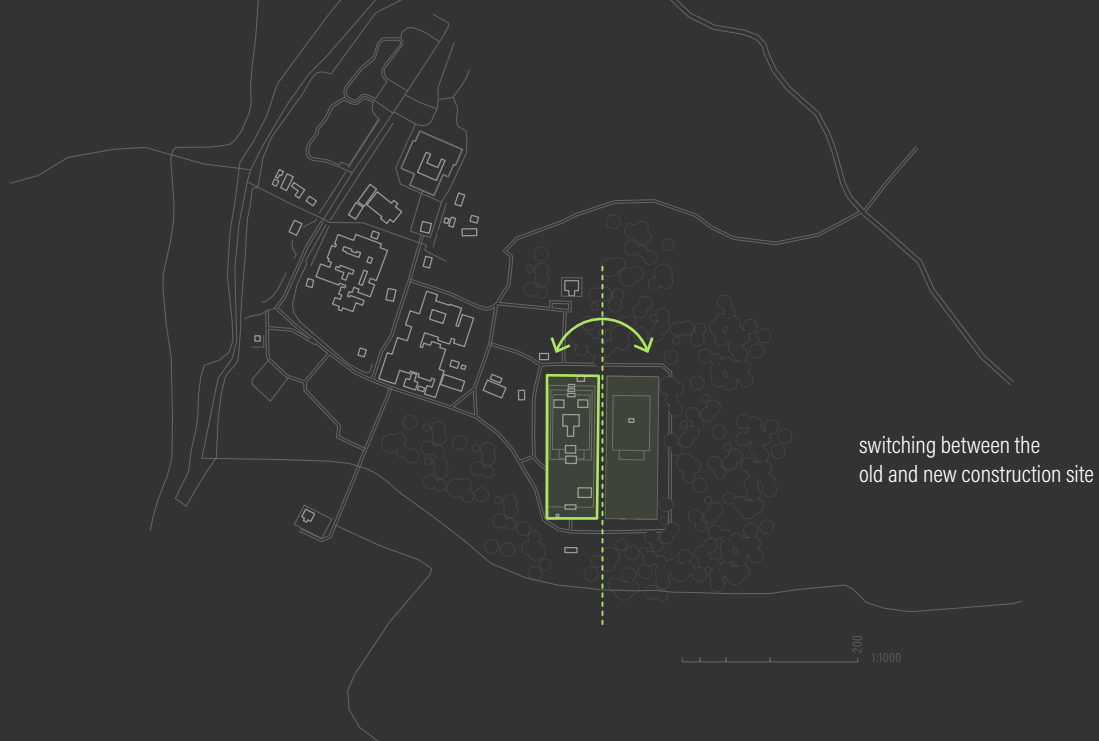 switching between the
old and new construction site
200
1:1000